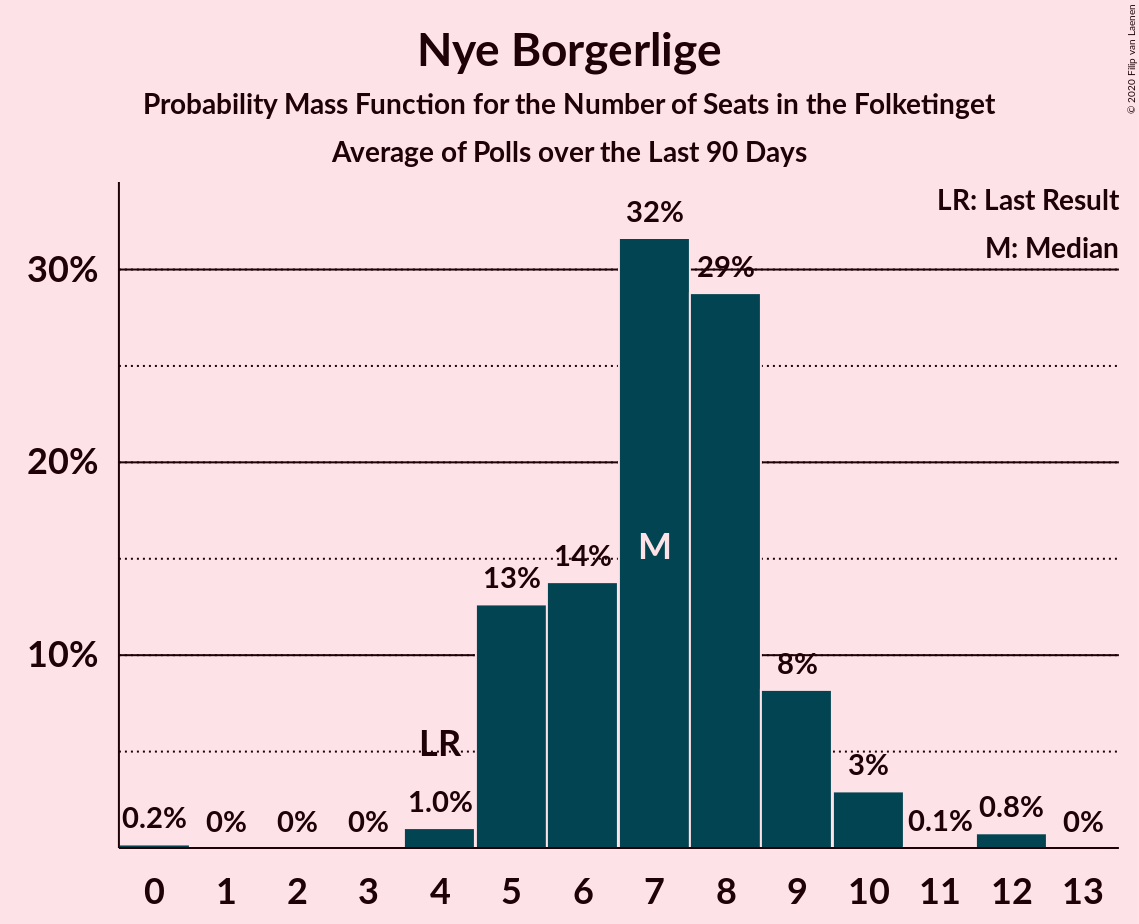 Nye Borgerlige
Probability Mass Function for the Number of Seats in the Folketinget
Average of Polls over the Last 90 Days
© 2020 Filip van Laenen
LR: Last Result
M: Median
30%
20%
10%
0.2%
0%
0%
0%
1.0%
LR
13%
14%
32%
M
29%
8%
3%
0.1%
0.8%
0%
0 1 2 3 4 5 6 7 8 9 10 11 12 13